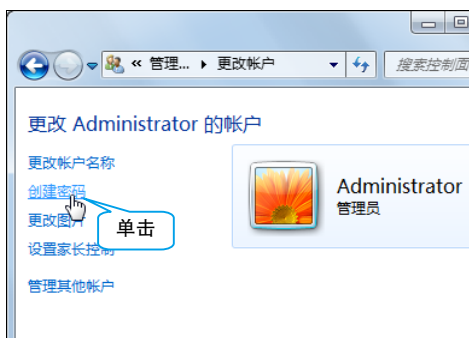 « 管理... ▸ 更改帐户
搜索控制面
更改 Administrator 的帐户
更改帐户名称
创建密码
更改图片
单击
设置家长控制
管理其他帐户
Administrator
管理员